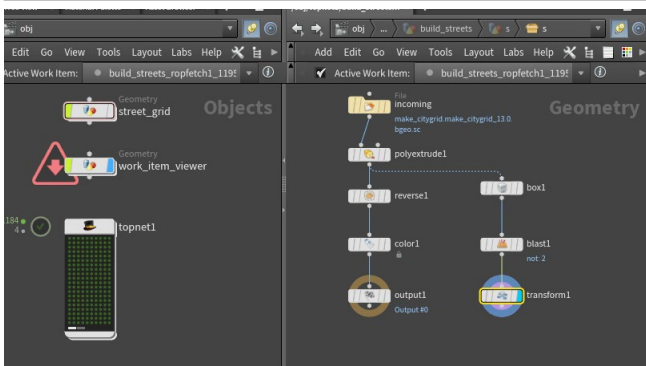 obj
Edit Go View Tools Layout Labs Help
Active Work Item: build_streets_ropfetch1_119
Objects
Geometry
street_grid
Geometry
work_item_viewer
184
4
topnet1
obj ... build_streets s s
Add Edit Go View Tools Layout Labs Help
Active Work Item: build_streets_ropfetch1_119
Geometry
File
incoming
make_citygrid.make_citygrid_13.0
bgeo.sc
polyextrude1
reverse1
box1
color1
blast1
not: 2
output1
Output #0
transform1